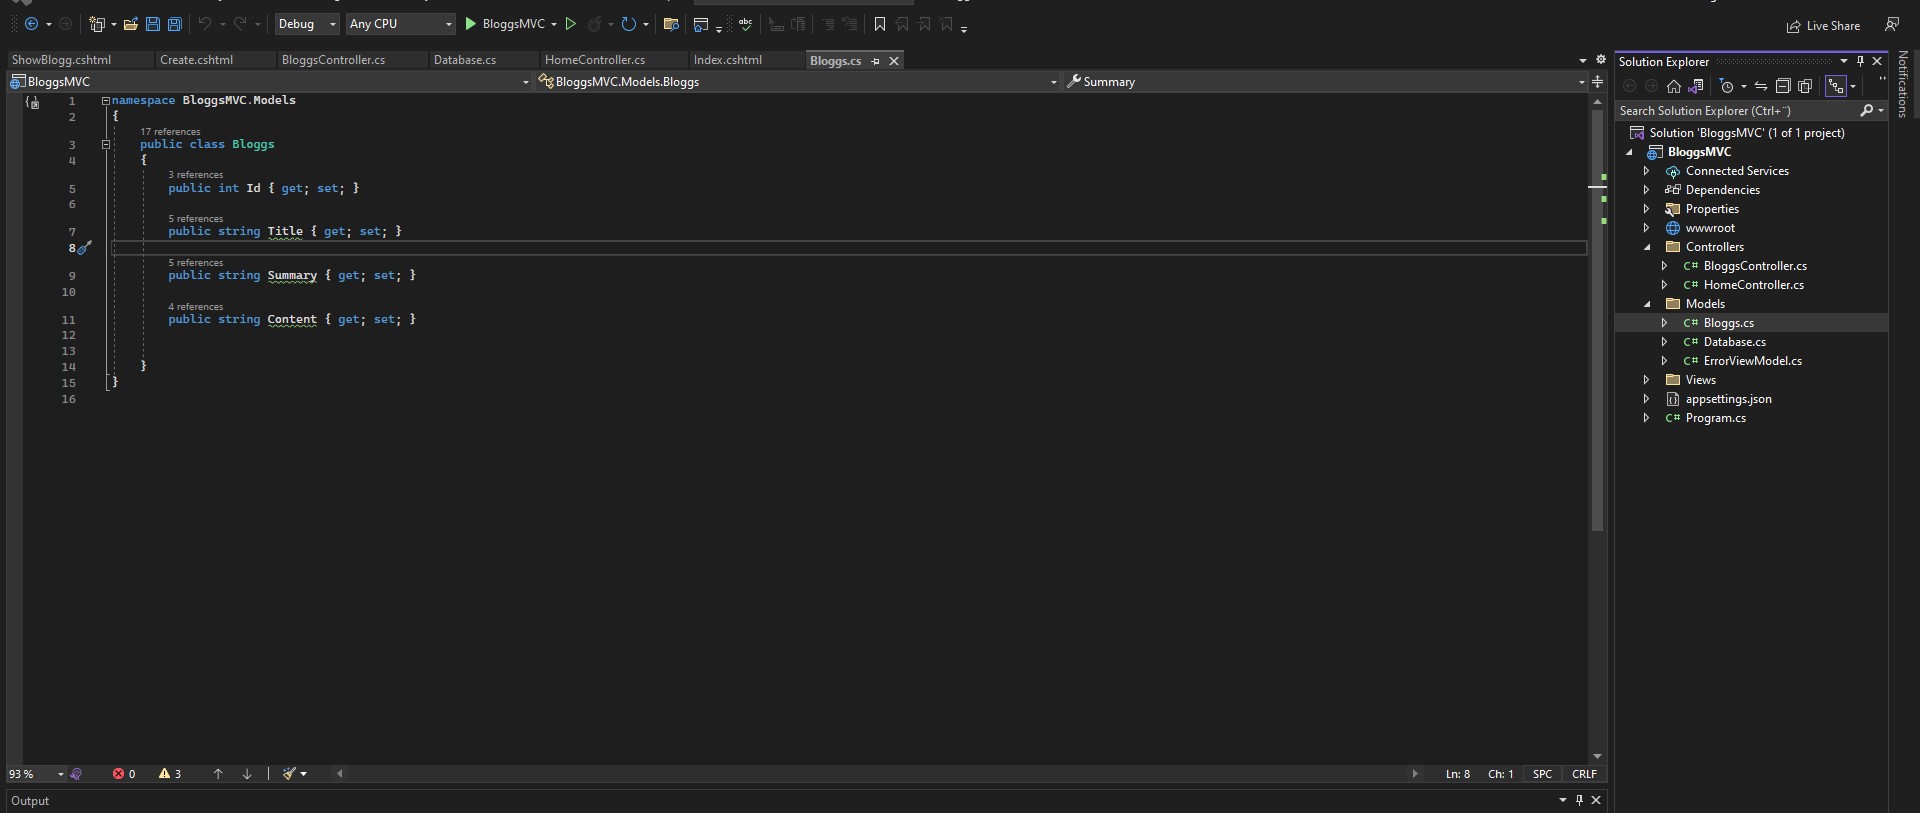 Debug Any CPU BloggsMVC abc Live Share
ShowBlogg.cshtml Create.cshtml BloggsController.cs Database.cs HomeController.cs Index.cshtml Bloggs.cs
BloggsMVC BloggsMVC.Models.Bloggs Summary
1 namespace BloggsMVC.Models
2 {
17 references
3 public class Bloggs
4 {
3 references
5 public int Id { get; set; }
6
5 references
7 public string Title { get; set; }
8
5 references
9 public string Summary { get; set; }
10
4 references
11 public string Content { get; set; }
12
13
14 }
15 }
16
93 % 0 3 Ln: 8 Ch: 1 SPC CRLF
Output
Solution Explorer
Search Solution Explorer (Ctrl+¨)
Solution 'BloggsMVC' (1 of 1 project)
BloggsMVC
Connected Services
Dependencies
Properties
wwwroot
Controllers
C# BloggsController.cs
C# HomeController.cs
Models
C# Bloggs.cs
C# Database.cs
C# ErrorViewModel.cs
Views
appsettings.json
C# Program.cs
Notifications